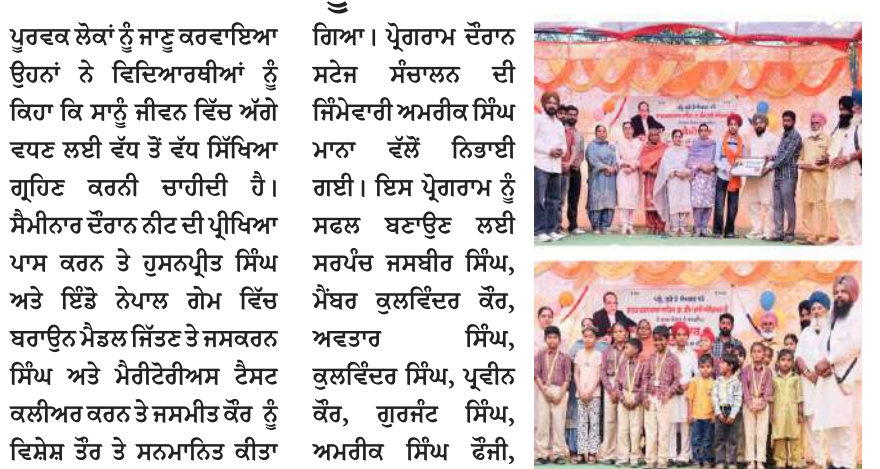 ਪੂਰਵਕ ਲੋਕਾਂ ਨੂੰ ਜਾਣੂ ਕਰਵਾਇਆ
ਉਹਨਾਂ ਨੇ ਵਿਦਿਆਰਥੀਆਂ ਨੂੰ
ਕਿਹਾ ਕਿ ਸਾਨੂੰ ਜੀਵਨ ਵਿੱਚ ਅੱਗੇ
ਵਧਣ ਲਈ ਵੱਧ ਤੋਂ ਵੱਧ ਸਿੱਖਿਆ
ਗ੍ਰਹਿਣ ਕਰਨੀ ਚਾਹੀਦੀ ਹੈ।
ਸੈਮੀਨਾਰ ਦੌਰਾਨ ਨੀਟ ਦੀ ਪ੍ਰੀਖਿਆ
ਪਾਸ ਕਰਨ ਤੇ ਹੁਸਨਪ੍ਰੀਤ ਸਿੰਘ
ਅਤੇ ਇੰਡੋ ਨੇਪਾਲ ਗੇਮ ਵਿੱਚ
ਬਰਾਉਨ ਮੈਡਲ ਜਿੱਤਣ ਤੇ ਜਸਕਰਨ
ਸਿੰਘ ਅਤੇ ਮੈਰੀਟੋਰੀਅਸ ਟੈਸਟ
ਕਲੀਅਰ ਕਰਨ ਤੇ ਜਸਮੀਤ ਕੌਰ ਨੂੰ
ਵਿਸ਼ੇਸ਼ ਤੌਰ ਤੇ ਸਨਮਾਨਿਤ ਕੀਤਾ
ਗਿਆ। ਪ੍ਰੋਗਰਾਮ ਦੌਰਾਨ
ਸਟੇਜ ਸੰਚਾਲਨ ਦੀ
ਜਿੰਮੇਵਾਰੀ ਅਮਰੀਕ ਸਿੰਘ
ਮਾਨਾ ਵੱਲੋਂ ਨਿਭਾਈ
ਗਈ। ਇਸ ਪ੍ਰੋਗਰਾਮ ਨੂੰ
ਸਫਲ ਬਣਾਉਣ ਲਈ
ਸਰਪੰਚ ਜਸਬੀਰ ਸਿੰਘ,
ਮੈਂਬਰ ਕੁਲਵਿੰਦਰ ਕੌਰ,
ਅਵਤਾਰ ਸਿੰਘ,
ਕੁਲਵਿੰਦਰ ਸਿੰਘ, ਪ੍ਰਵੀਨ
ਕੌਰ, ਗੁਰਜੰਟ ਸਿੰਘ,
ਅਮਰੀਕ ਸਿੰਘ ਫੌਜੀ,